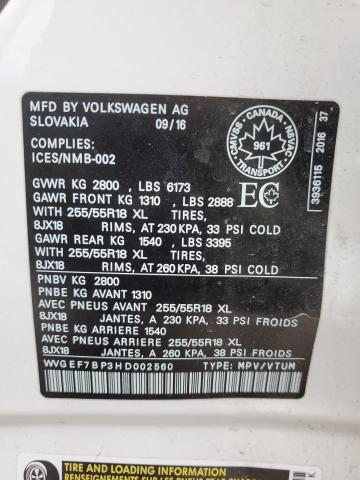 MFD BY VOLKSWAGEN AG
SLOVAKIA 09/16
COMPLIES:
ICES/NMB-002
CANADA
CMVSS NSVAC
961
TRANSPORT
3936115 2016 37
EC
GVWR KG 2800 , LBS 6173
GAWR FRONT KG 1310 , LBS 2888
WITH 255/55R18 XL TIRES,
8JX18 RIMS, AT 230 KPA, 33 PSI COLD
GAWR REAR KG 1540 , LBS 3395
WITH 255/55R18 XL TIRES,
8JX18 RIMS, AT 260 KPA, 38 PSI COLD
PNBV KG 2800
PNBE KG AVANT 1310
AVEC PNEUS AVANT 255/55R18 XL
8JX18 JANTES, A 230 KPA, 33 PSI FROIDS
PNBE KG ARRIERE 1540
AVEC PNEUS ARRIERE 255/55R18 XL
8JX18 JANTES, A 260 KPA, 38 PSI FROIDS
WVGEF7BP3HD002560 TYPE: MPV/VTUM
TIRE AND LOADING INFORMATION